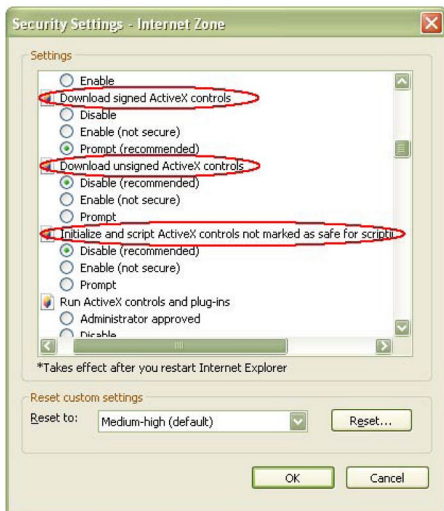 Security Settings - Internet Zone
Settings
Enable
Download signed ActiveX controls
Disable
Enable (not secure)
Prompt (recommended)
Download unsigned ActiveX controls
Disable (recommended)
Enable (not secure)
Prompt
Initialize and script ActiveX controls not marked as safe for scripti
Disable (recommended)
Enable (not secure)
Prompt
Run ActiveX controls and plug-ins
Administrator approved
Disable
*Takes effect after you restart Internet Explorer
Reset custom settings
Reset to: Medium-high (default) Reset...
OK Cancel